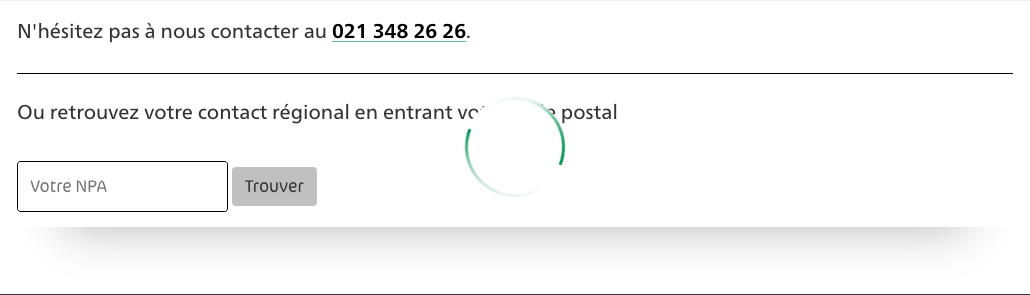 N'hésitez pas à nous contacter au 021 348 26 26.
Ou retrouvez votre contact régional en entrant postal
Votre NPA
Trouver